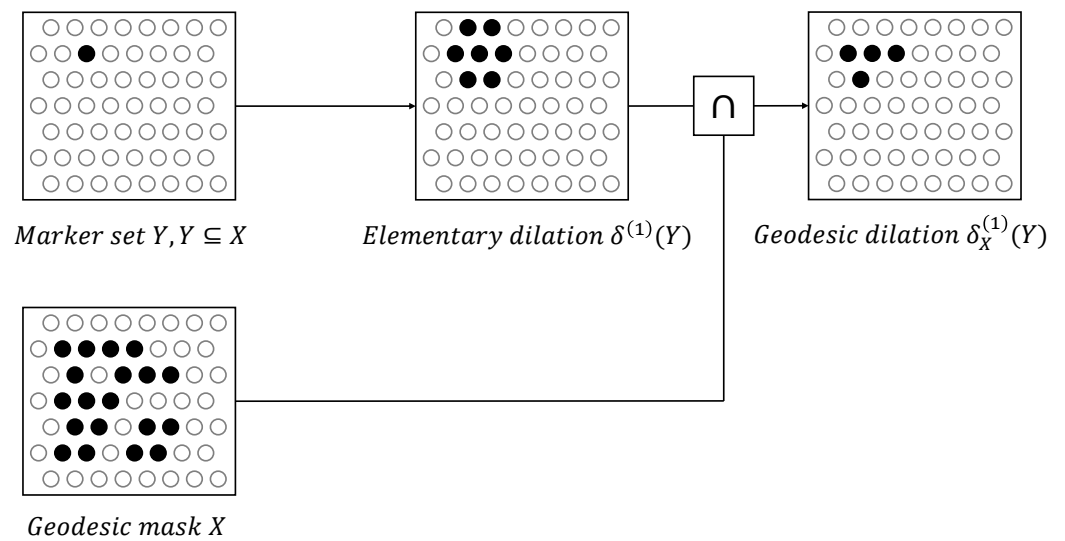 ∩
Marker set Y, Y ⊆ X
Elementary dilation δ⁽¹⁾(Y)
Geodesic dilation δ_X⁽¹⁾(Y)
Geodesic mask X